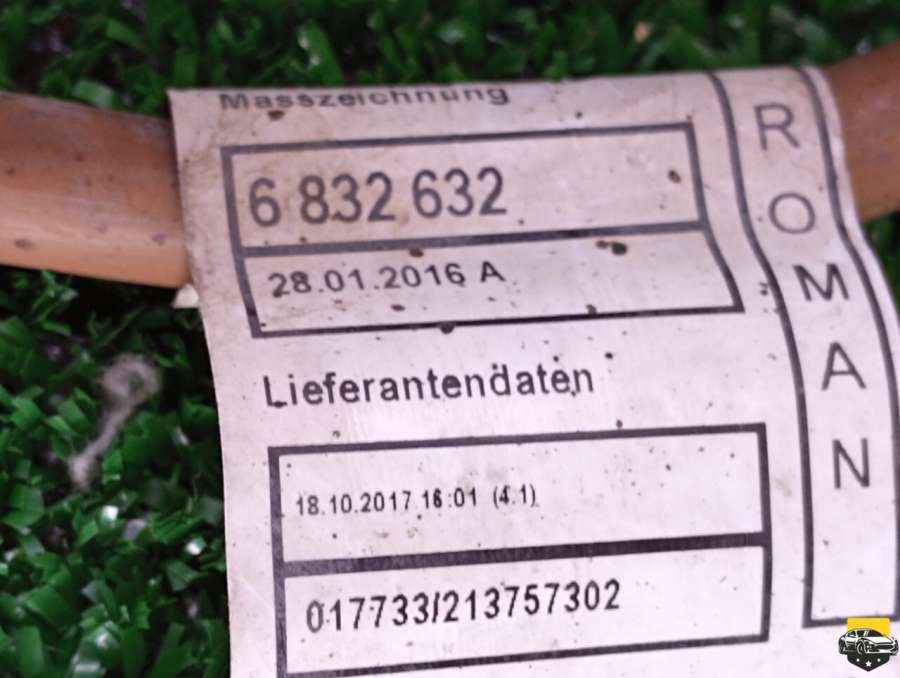 Masszeichnung
6 832 632
28.01.2016 A
Lieferantendaten
18.10.2017 16:01 (4.1)
017733/213757302
ROMAN